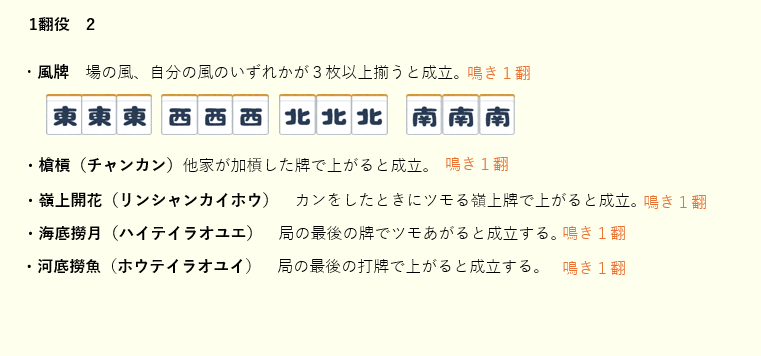 1翻役　2
・風牌　場の風、自分の風のいずれかが３枚以上揃うと成立。鳴き１翻
東東東 西西西 北北北 南南南
・槍槓（チャンカン）他家が加槓した牌で上がると成立。 鳴き１翻
・嶺上開花（リンシャンカイホウ）　カンをしたときにツモる嶺上牌で上がると成立。鳴き１翻
・海底撈月（ハイテイラオユエ）　局の最後の牌でツモあがると成立する。鳴き１翻
・河底撈魚（ホウテイラオユイ）　局の最後の打牌で上がると成立する。　鳴き１翻